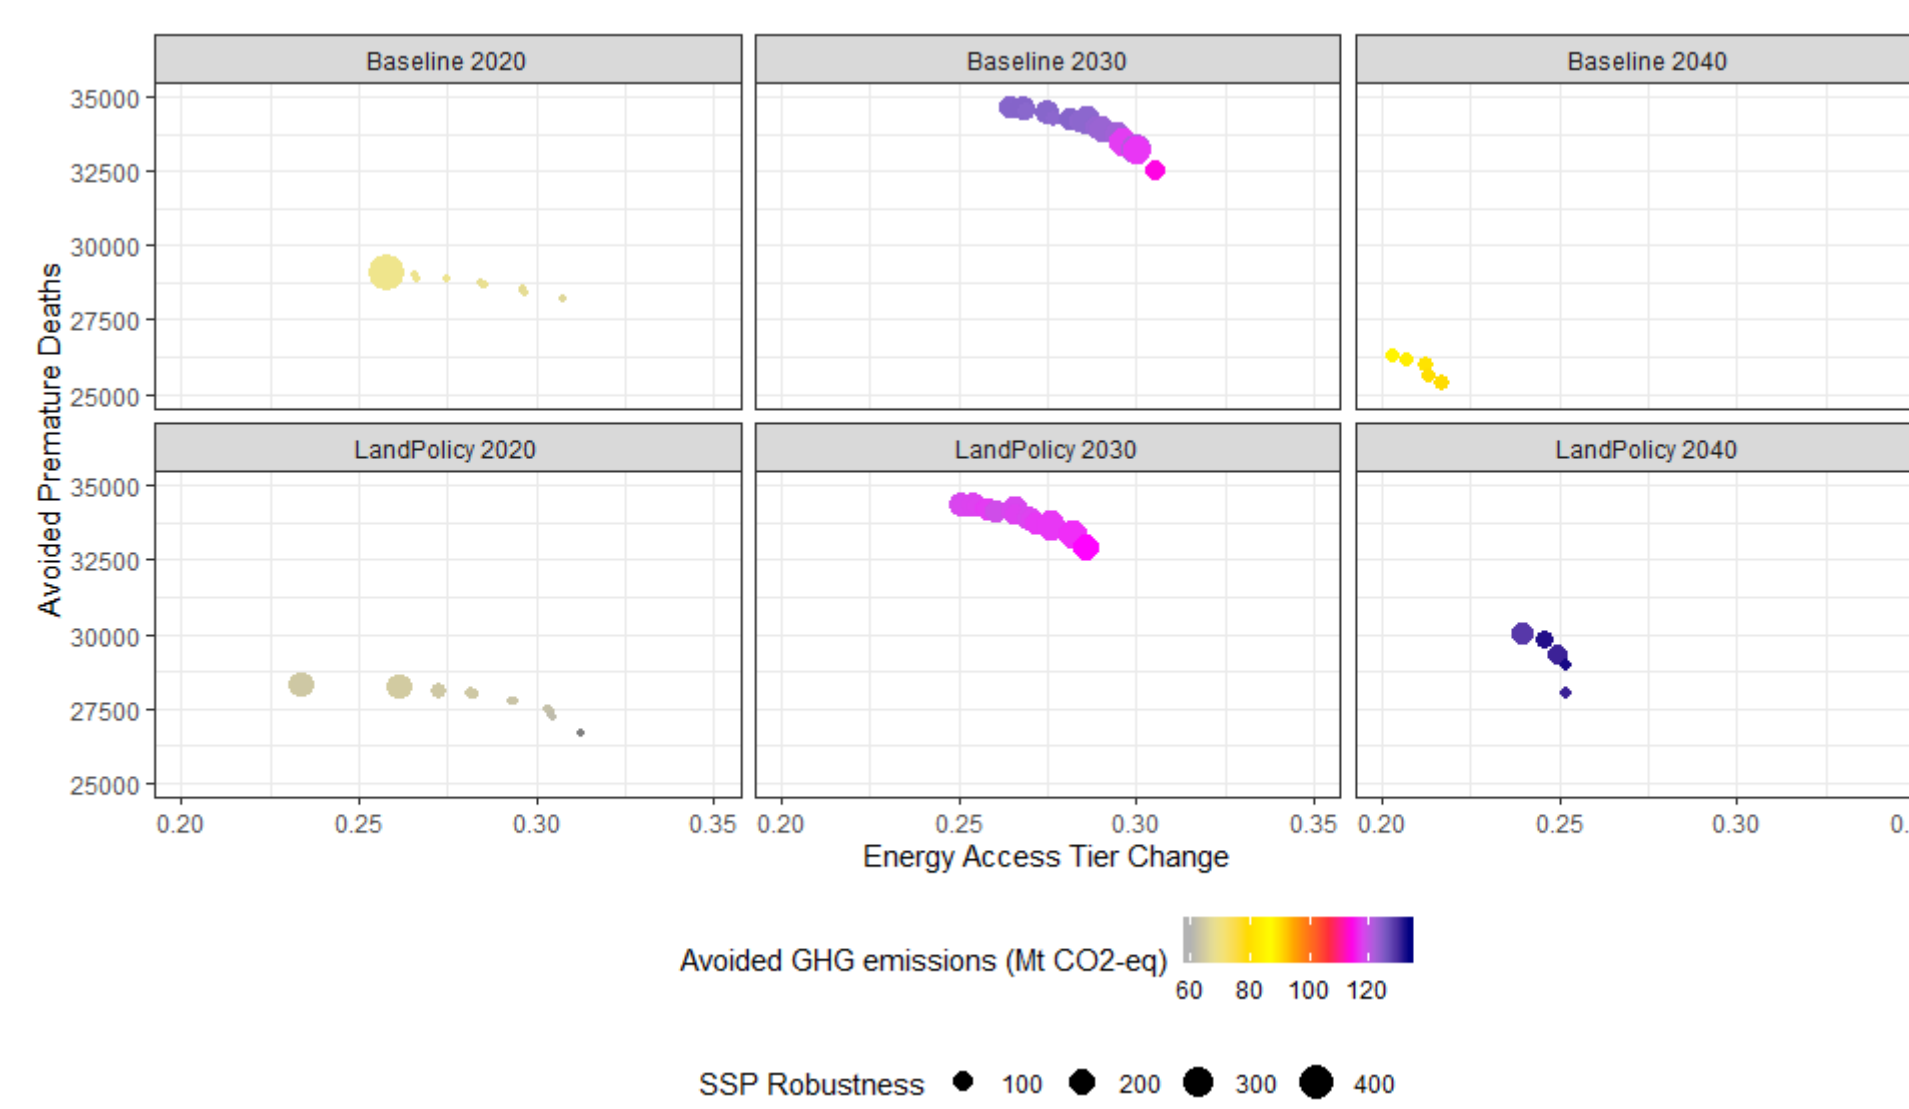 Baseline 2020
Baseline 2030
Baseline 2040
35000
32500
30000
27500
25000
Avoided Premature Deaths
LandPolicy 2020
LandPolicy 2030
LandPolicy 2040
35000
32500
30000
27500
25000
0.20 0.25 0.30 0.35 0.20 0.25 0.30 0.35 0.20 0.25 0.30 0.
Energy Access Tier Change
Avoided GHG emissions (Mt CO2-eq)
60 80 100 120
SSP Robustness 100 200 300 400